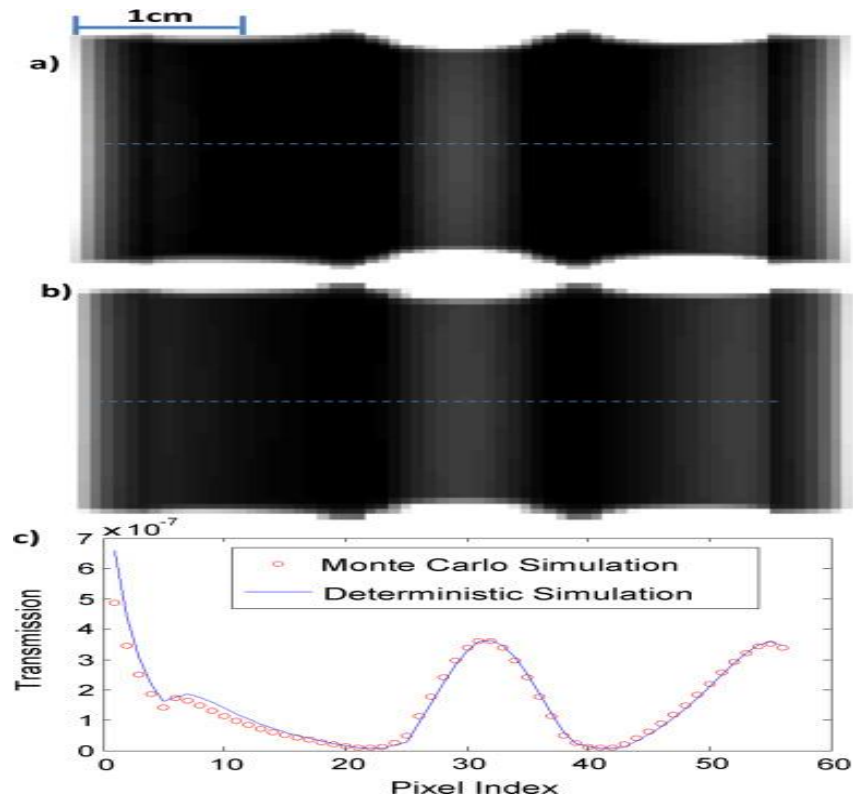 1cm
a)
b)
c)
7
× 10-7
6
5
4
3
2
1
0
Transmission
Monte Carlo Simulation
Deterministic Simulation
0
10
20
30
40
50
60
Pixel Index